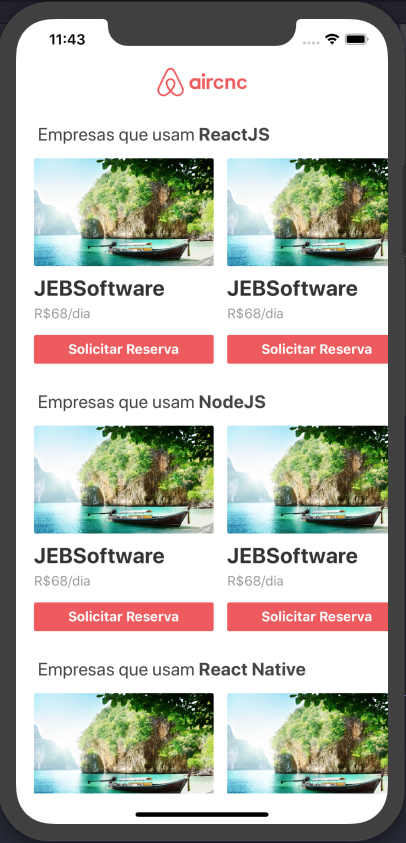 11:43
aircnc
Empresas que usam ReactJS
JEBSoftware JEBSoftware
R$68/dia R$68/dia
Solicitar Reserva Solicitar Reserva
Empresas que usam NodeJS
JEBSoftware JEBSoftware
R$68/dia R$68/dia
Solicitar Reserva Solicitar Reserva
Empresas que usam React Native